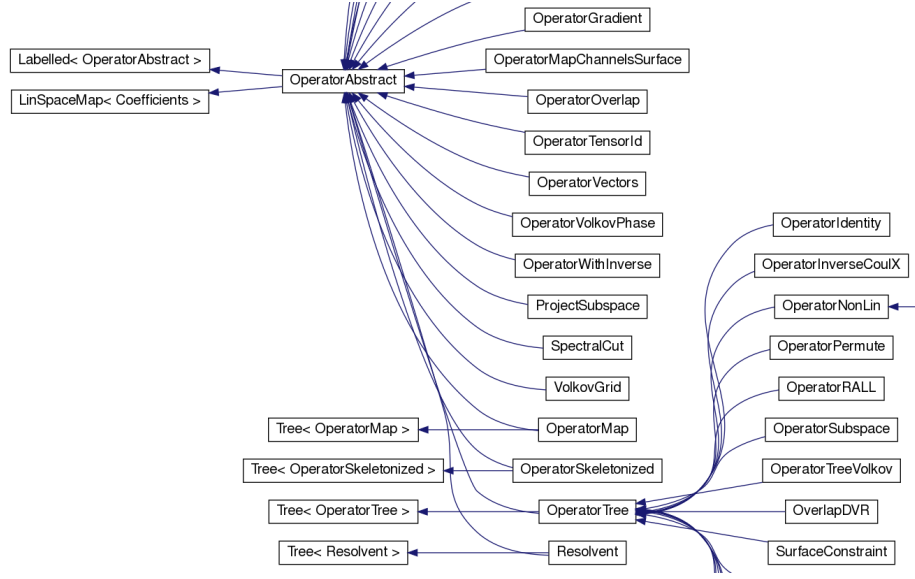 OperatorGradient
Labelled< OperatorAbstract >
OperatorMapChannelsSurface
OperatorAbstract
LinSpaceMap< Coefficients >
OperatorOverlap
OperatorTensorId
OperatorVectors
OperatorVolkovPhase
OperatorIdentity
OperatorWithInverse
OperatorInverseCoulX
ProjectSubspace
OperatorNonLin
SpectralCut
OperatorPermute
VolkovGrid
OperatorRALL
Tree< OperatorMap >
OperatorMap
OperatorSubspace
Tree< OperatorSkeletonized >
OperatorSkeletonized
OperatorTreeVolkov
Tree< OperatorTree >
OperatorTree
OverlapDVR
Tree< Resolvent >
Resolvent
SurfaceConstraint